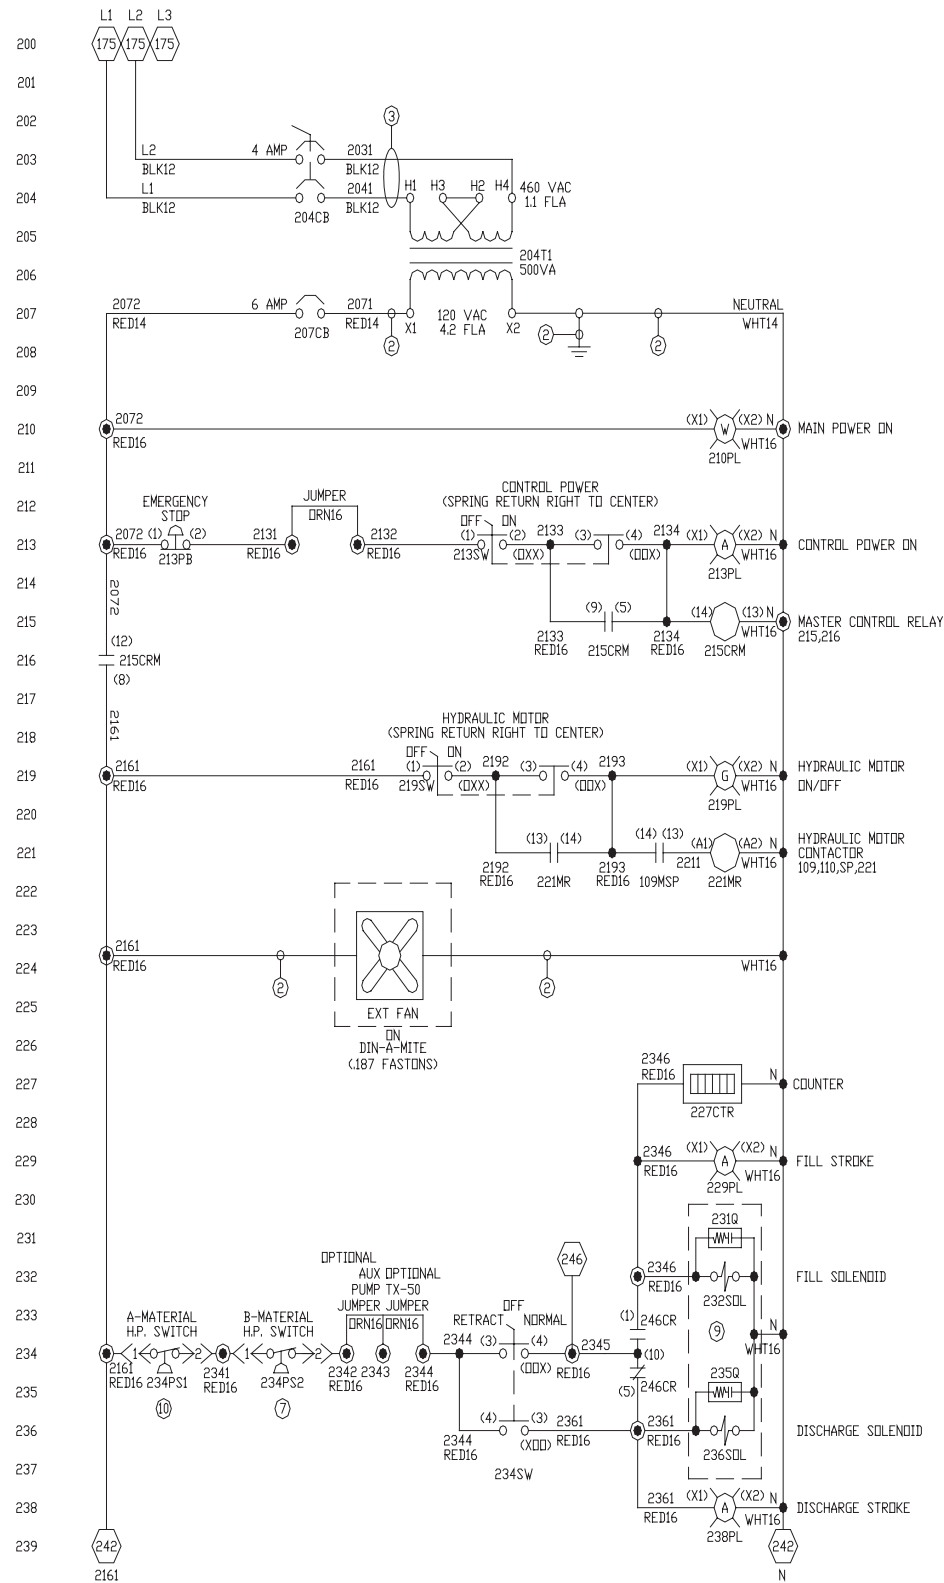 L1 L2 L3
200 175 175 175
201
202 3
203 L2 4 AMP 2031
BLK12 BLK12
H1 H3 H2 H4 460 VAC
204 L1 2041 1.1 FLA
BLK12 204CB BLK12
205
204T1
206 500VA
2072 6 AMP 2071 NEUTRAL
207 RED14 207CB RED14 X1 120 VAC X2 WHT14
4.2 FLA
208 2 2 2
209
2072 (X1) (X2) N
210 W MAIN POWER ON
RED16 210PL WHT16
211
CONTROL POWER
212 EMERGENCY JUMPER (SPRING RETURN RIGHT TO CENTER)
STOP ORN16 OFF ON
2072 (1) (2) 2131 2132 (1) (2) 2133 (3) (4) 2134 (X1) (X2) N
213 A CONTROL POWER ON
RED16 213PB RED16 RED16 213SW (OXX) (OOX) 213PL WHT16
214 2072
(9) (5) (14) (13) N
215 MASTER CONTROL RELAY
(12) 2133 2134 WHT16 215,216
RED16 215CRM RED16 215CRM
216 215CRM
(8)
217
2161
218 HYDRAULIC MOTOR
(SPRING RETURN RIGHT TO CENTER)
OFF ON
2161 2161 (1) (2) 2192 (3) (4) 2193 (X1) (X2) N HYDRAULIC MOTOR
219 G
RED16 RED16 219SW (OXX) (OOX) 219PL WHT16 ON/OFF
220
(13) (14) (14) (13) (A1) (A2) N HYDRAULIC MOTOR
221 CONTACTOR
2192 2193 2211 WHT16 109,110,SP,221
RED16 221MR RED16 109MSP 221MR
222
223
2161
224 RED16 WHT16
2 2
225 EXT FAN
ON
226 DIN-A-MITE
(.187 FASTONS)
2346 N
227 RED16 COUNTER
227CTR
228
2346 (X1) (X2) N
229 A FILL STROKE
RED16 229PL WHT16
230
231 231Q
OPTIONAL 246
232 AUX OPTIONAL 2346 FILL SOLENOID
PUMP TX-50 RED16 232SOL
233 A-MATERIAL B-MATERIAL JUMPER JUMPER OFF (1) 246CR 9 N
H.P. SWITCH H.P. SWITCH ORN16 ORN16 RETRACT NORMAL WHT16
234 1 2 1 2 2344 (3) (4) 2345 (10)
2161 234PS1 2341 234PS2 2342 2343 2344 (OOX) RED16
RED16 RED16 RED16 RED16
235 10 7 (5) 246CR 235Q
236 (4) (3) 2361 2361 DISCHARGE SOLENOID
2344 (XOO) RED16 RED16 236SOL
RED16
237 234SW
238 2361 (X1) (X2) N
A DISCHARGE STROKE
RED16 238PL WHT16
239 242 242
2161 N